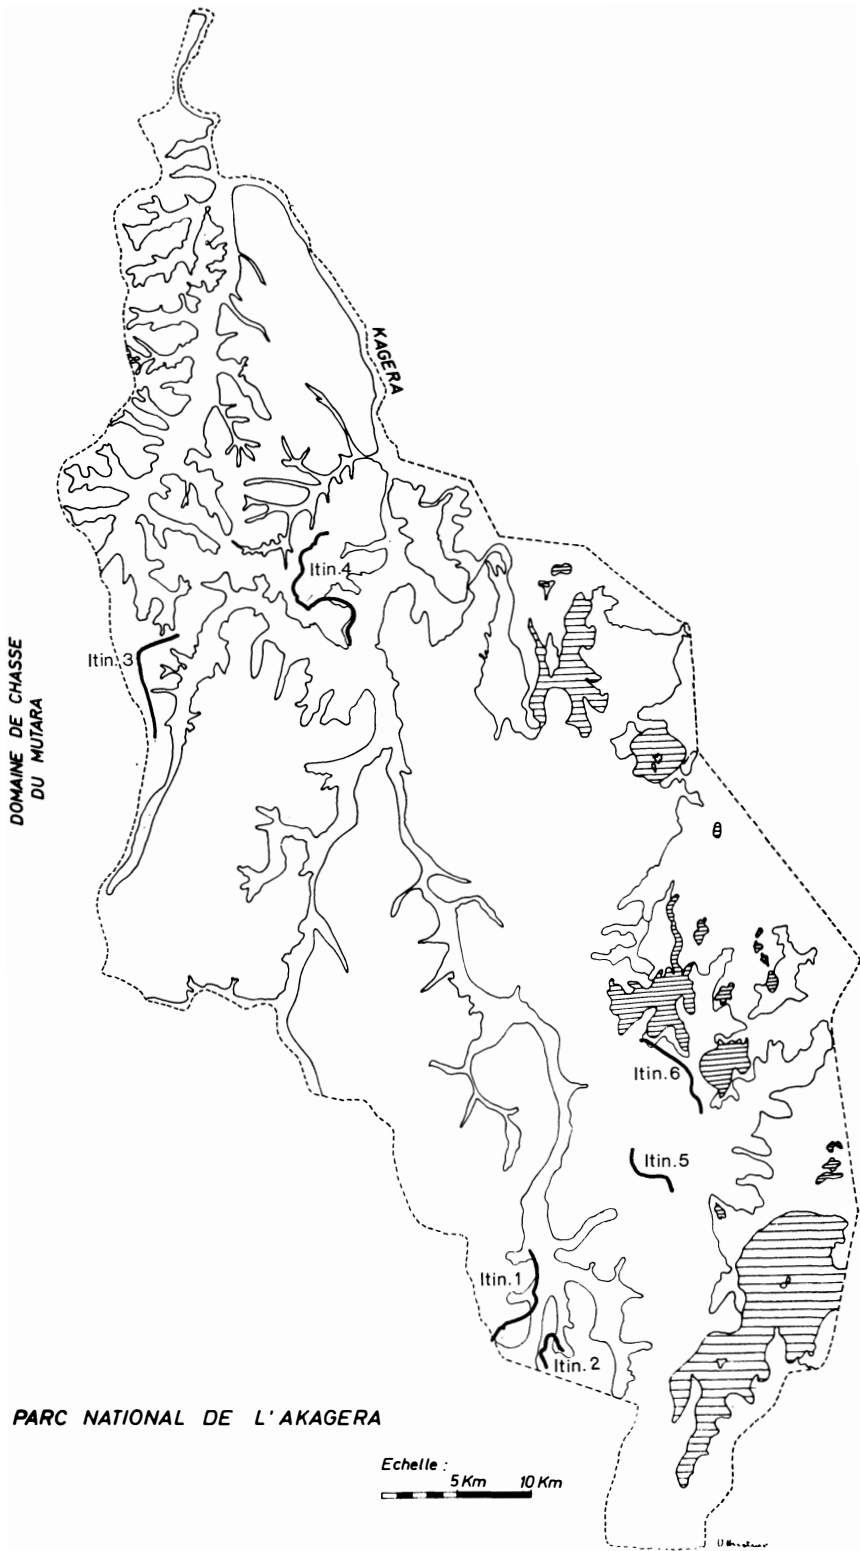 KAGERA
Itin.4
Itin.3
DOMAINE DE CHASSE
DU MUTARA
Itin.6
Itin.5
Itin.1
Itin.2
PARC NATIONAL DE L'AKAGERA
Echelle :
5 Km 10 Km